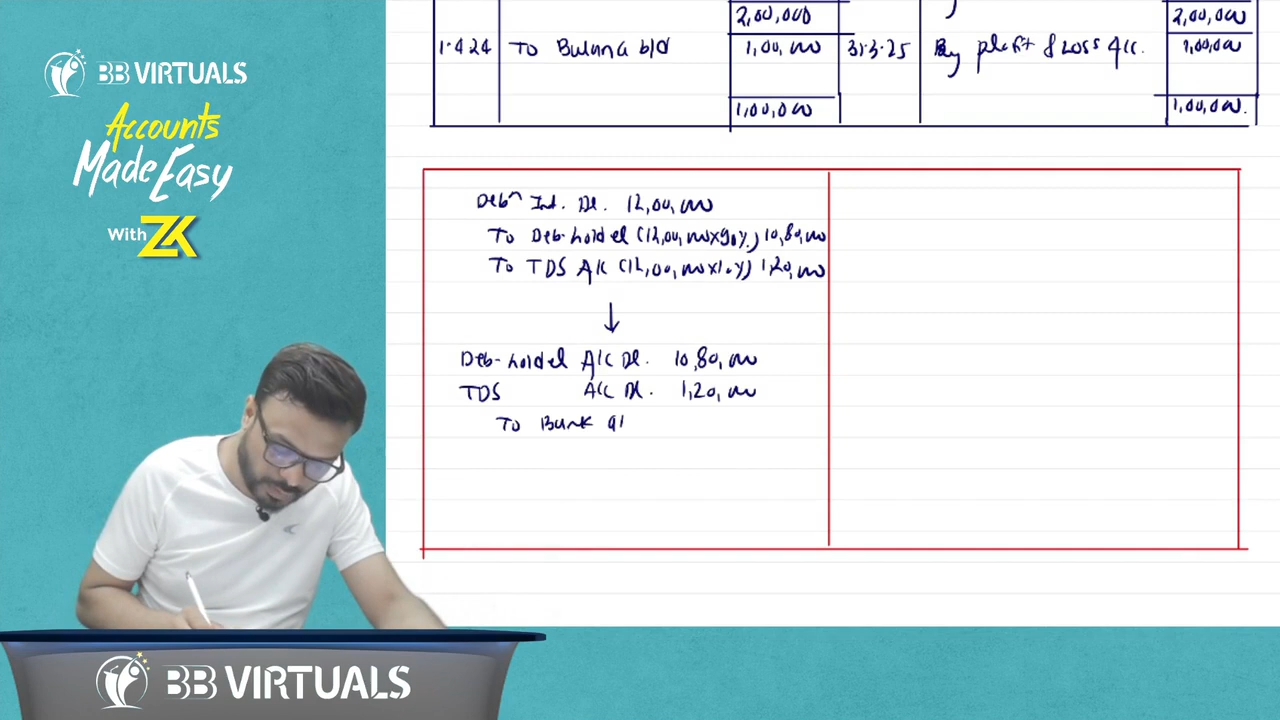 BB VIRTUALS
Accounts
Made Easy
With ZK
2,00,000 2,00,000
1.4.24 To Balance b/d 1,00,000 31.3.25 By profit & Loss A/c. 1,00,000
1,00,000 1,00,000.
Debⁿ Int. Dr. 12,00,000
To Deb-holder (12,00,000x90%) 10,80,000
To TDS A/c (12,00,000x10%) 1,20,000
↓
Deb-holder A/c Dr. 10,80,000
TDS A/c Dr. 1,20,000
To Bank a/
BB VIRTUALS